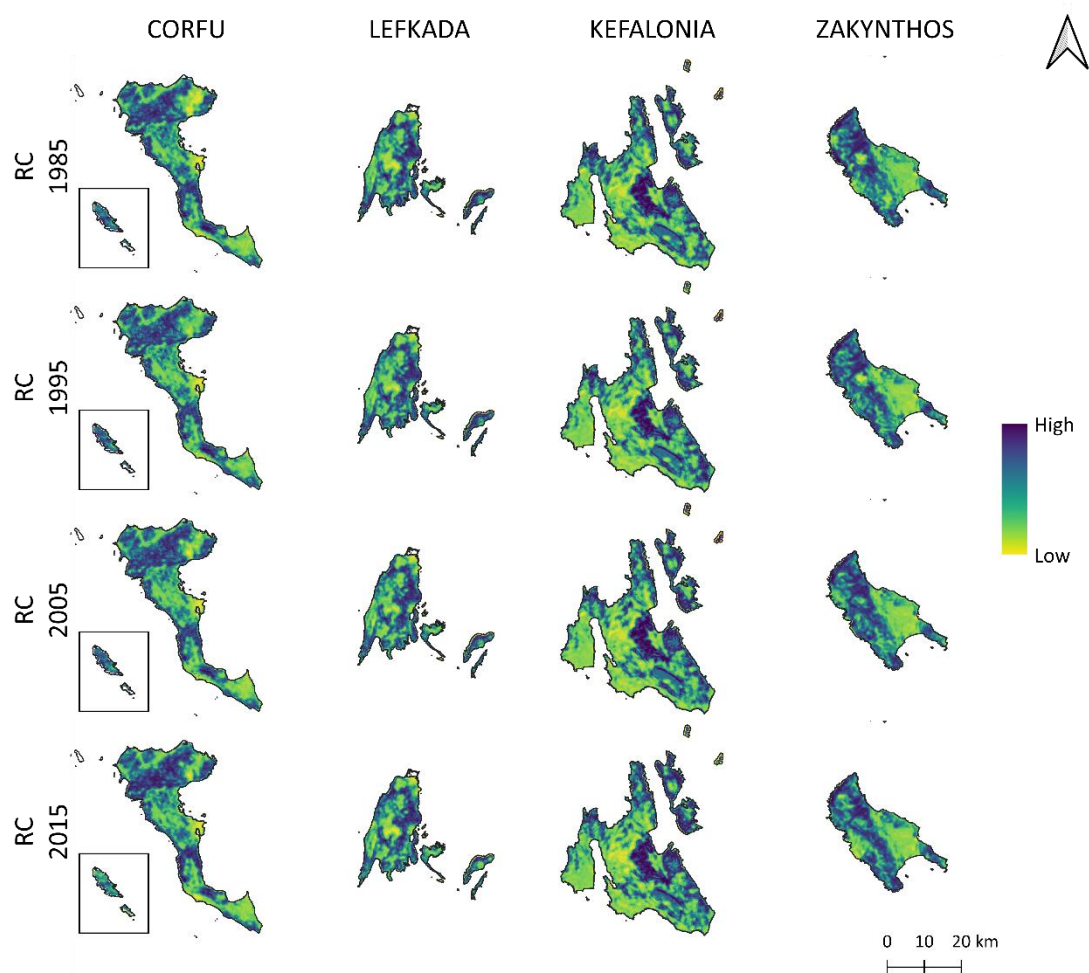 CORFU LEFKADA KEFALONIA ZAKYNTHOS
RC
1985
RC
1995
High
Low
RC
2005
RC
2015
0 10 20 km